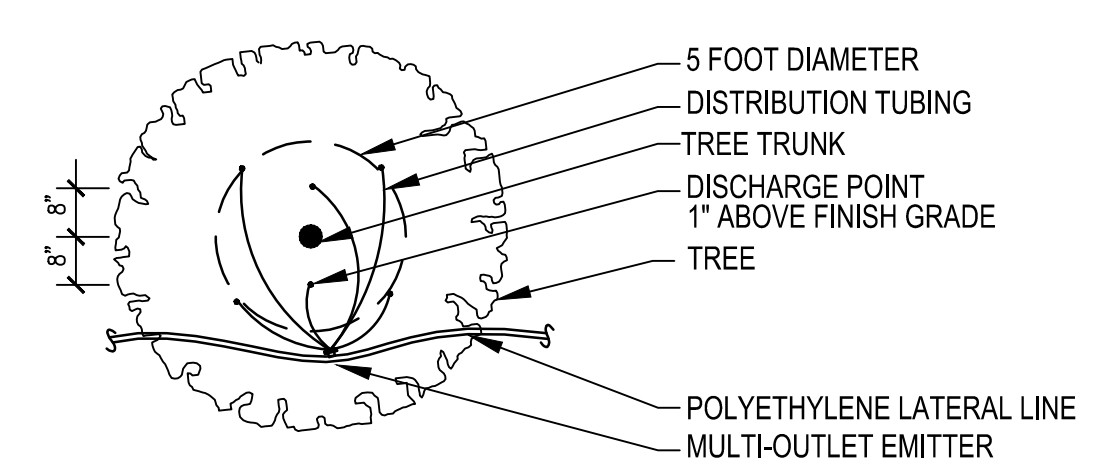 5 FOOT DIAMETER
DISTRIBUTION TUBING
TREE TRUNK
DISCHARGE POINT
1" ABOVE FINISH GRADE
TREE
POLYETHYLENE LATERAL LINE
MULTI-OUTLET EMITTER
8"
8"